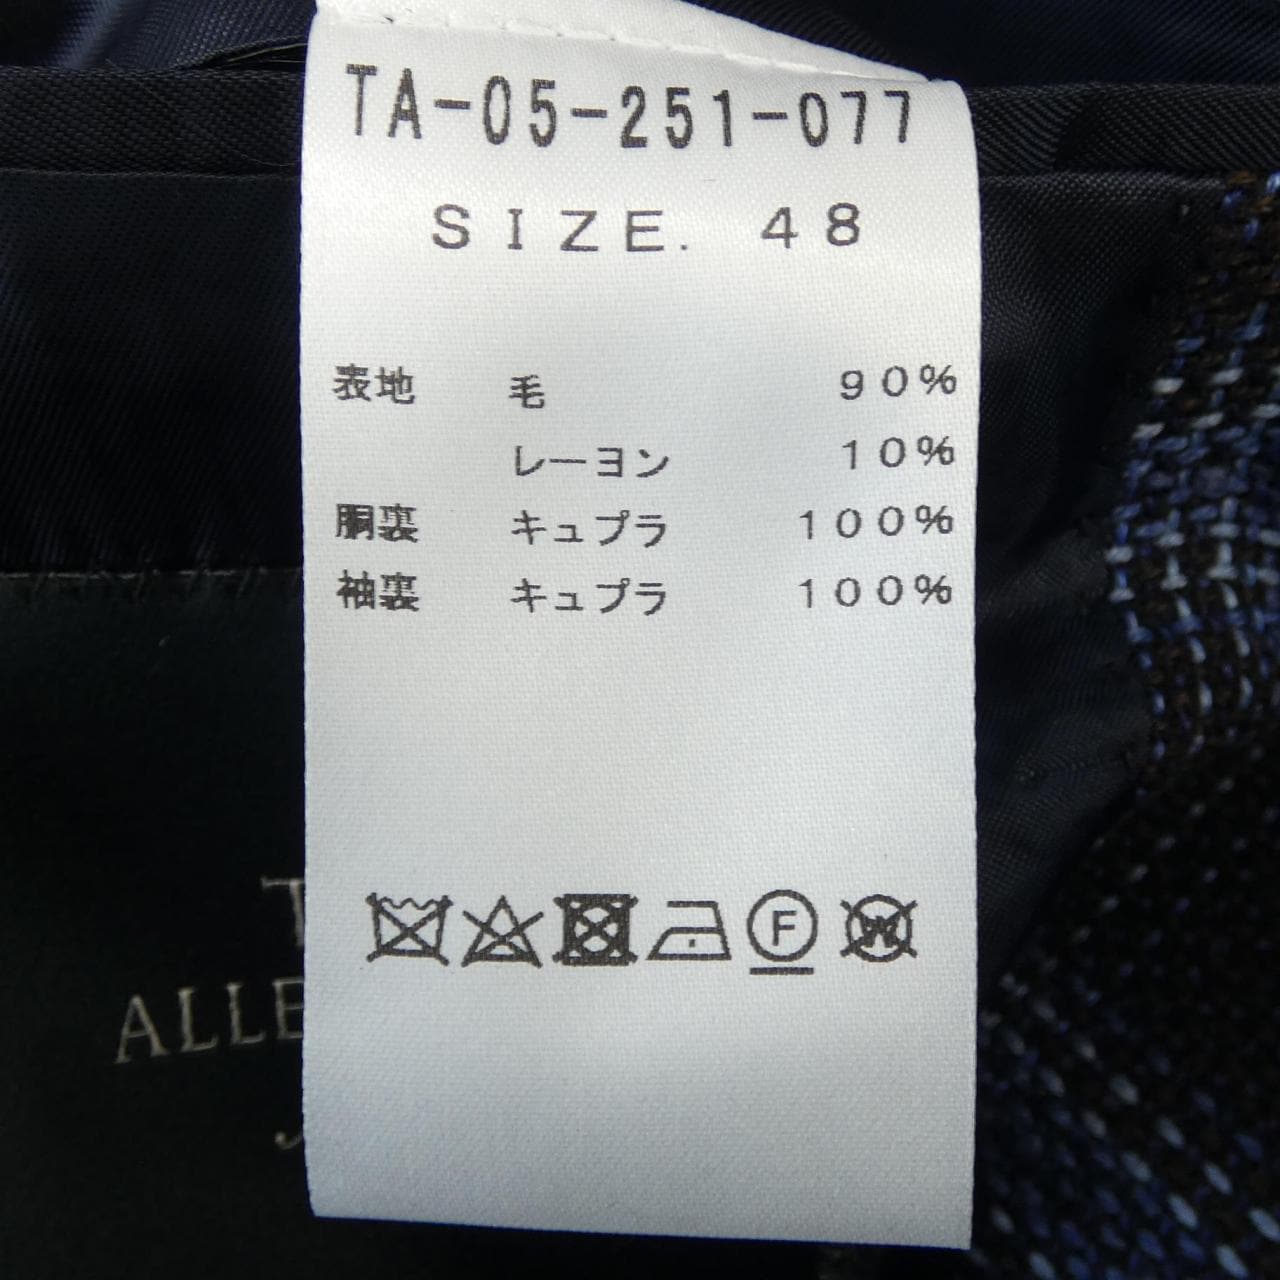 TA-05-251-077
SIZE. 48
表地 毛 90%
レーヨン 10%
胴裏 キュプラ 100%
袖裏 キュプラ 100%
F
W
T
ALLE